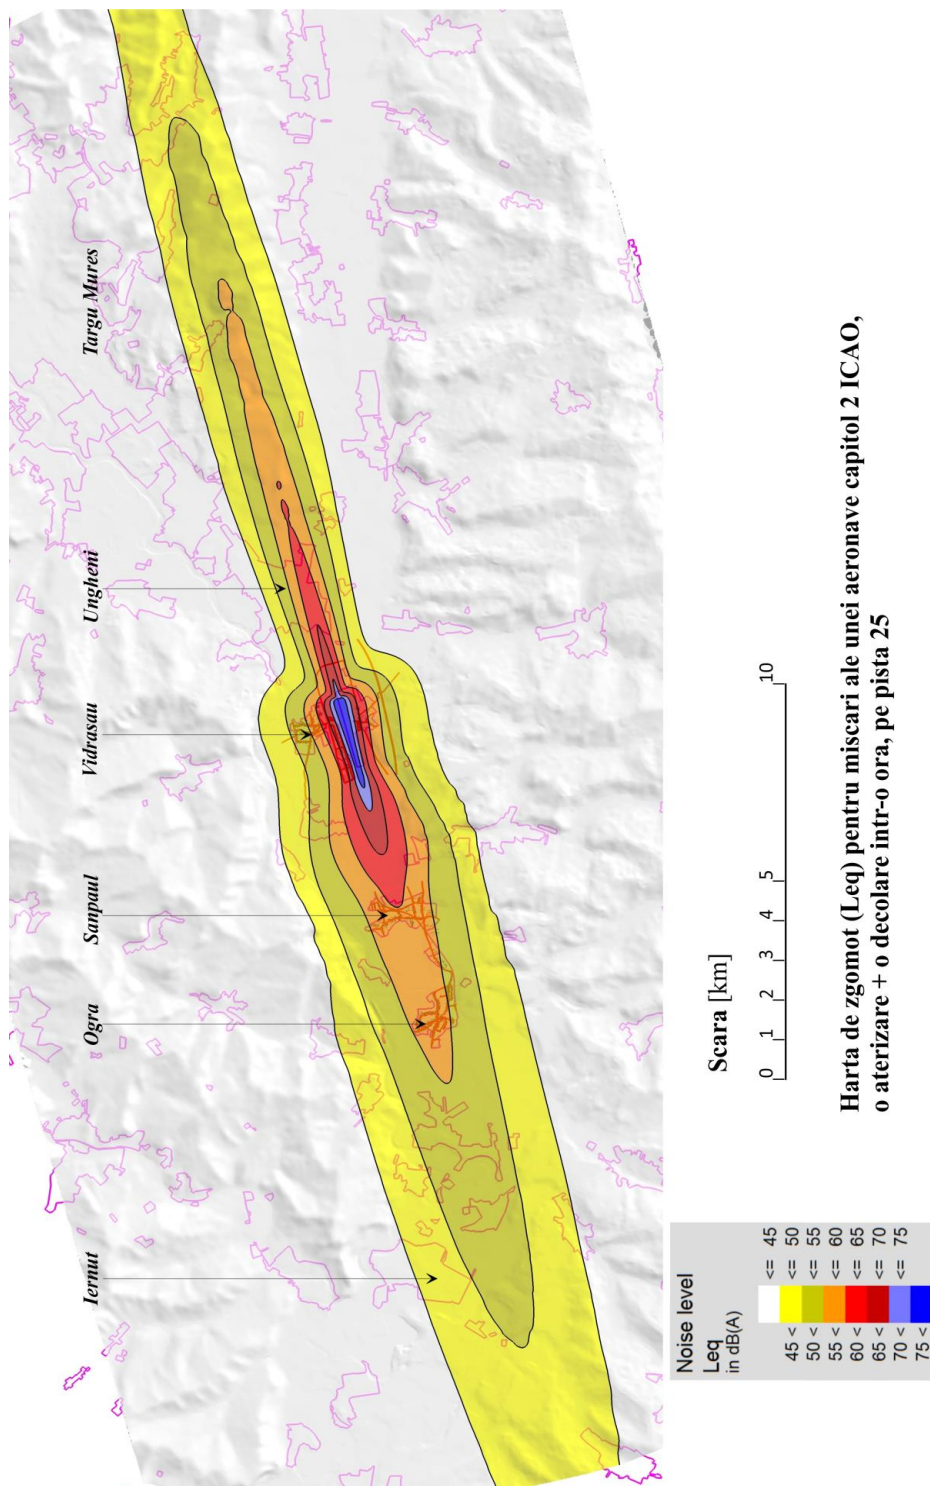 Iernut
Ogra
Sanpaul
Vidrasau
Ungheni
Targu Mures
Noise level
Leq
in dB(A)
<= 45
45 < <= 50
50 < <= 55
55 < <= 60
60 < <= 65
65 < <= 70
70 < <= 75
75 <
Scara [km]
0 1 2 3 4 5 10
Harta de zgomot (Leq) pentru miscari ale unei aeronave capitol 2 ICAO,
o aterizare + o decolare intr-o ora, pe pista 25